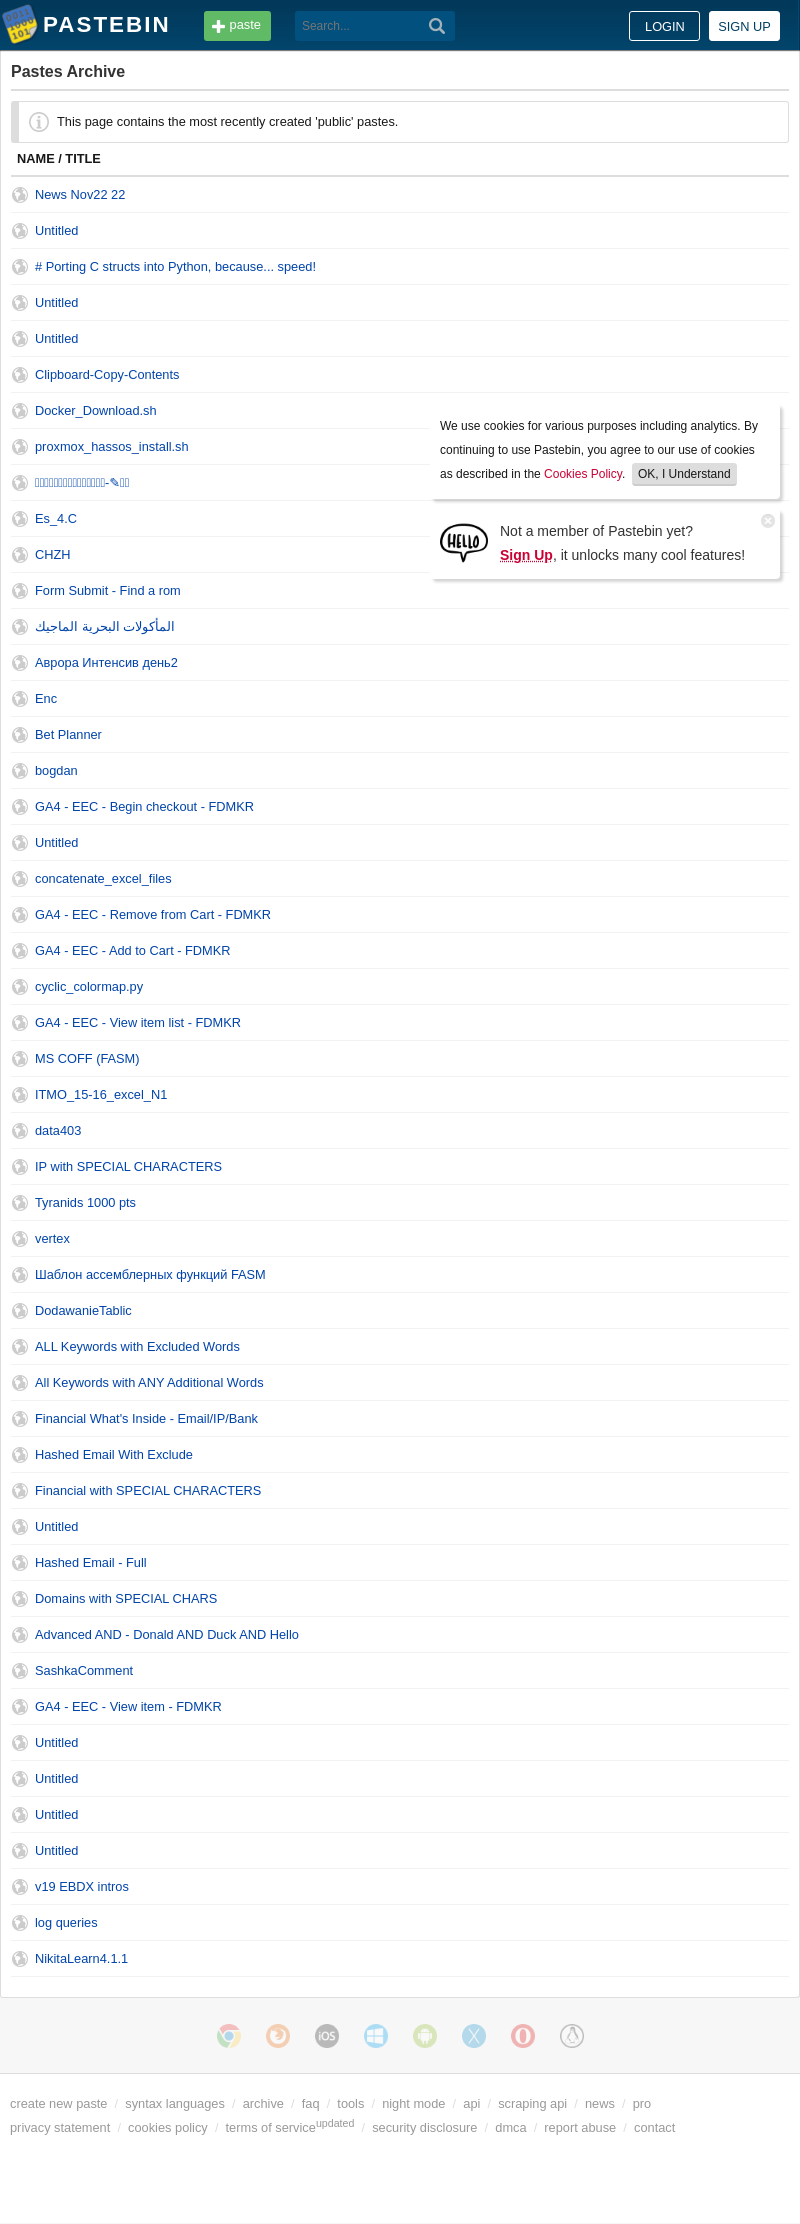 PASTEBIN
paste
Search...
LOGIN
SIGN UP
Pastes Archive
This page contains the most recently created 'public' pastes.
NAME / TITLE
News Nov22 22
Untitled
# Porting C structs into Python, because... speed!
Untitled
Untitled
Clipboard-Copy-Contents
Docker_Download.sh
proxmox_hassos_install.sh
Es_4.C
CHZH
Form Submit - Find a rom
المأكولات البحرية الماجيك
Аврора Интенсив день2
Enc
Bet Planner
bogdan
GA4 - EEC - Begin checkout - FDMKR
Untitled
concatenate_excel_files
GA4 - EEC - Remove from Cart - FDMKR
GA4 - EEC - Add to Cart - FDMKR
cyclic_colormap.py
GA4 - EEC - View item list - FDMKR
MS COFF (FASM)
ITMO_15-16_excel_N1
data403
IP with SPECIAL CHARACTERS
Tyranids 1000 pts
vertex
Шаблон ассемблерных функций FASM
DodawanieTablic
ALL Keywords with Excluded Words
All Keywords with ANY Additional Words
Financial What's Inside - Email/IP/Bank
Hashed Email With Exclude
Financial with SPECIAL CHARACTERS
Untitled
Hashed Email - Full
Domains with SPECIAL CHARS
Advanced AND - Donald AND Duck AND Hello
SashkaComment
GA4 - EEC - View item - FDMKR
Untitled
Untitled
Untitled
Untitled
v19 EBDX intros
log queries
NikitaLearn4.1.1
We use cookies for various purposes including analytics. By
continuing to use Pastebin, you agree to our use of cookies
as described in the Cookies Policy. OK, I Understand
HELLO
Not a member of Pastebin yet?
Sign Up, it unlocks many cool features!
iOS
create new paste / syntax languages / archive / faq / tools / night mode / api / scraping api / news / pro
privacy statement / cookies policy / terms of service updated / security disclosure / dmca / report abuse / contact